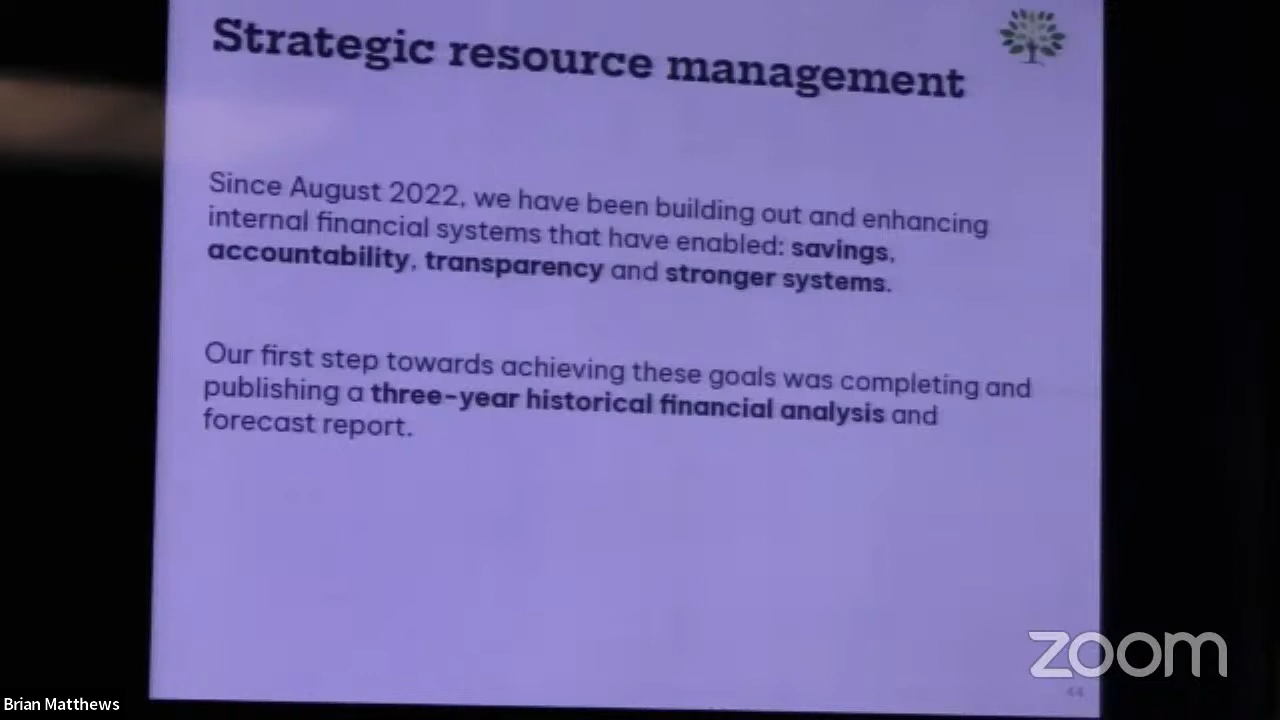 Strategic resource management
Since August 2022, we have been building out and enhancing
internal financial systems that have enabled: savings,
accountability, transparency and stronger systems.
Our first step towards achieving these goals was completing and
publishing a three-year historical financial analysis and
forecast report.
zoom
44
Brian Matthews